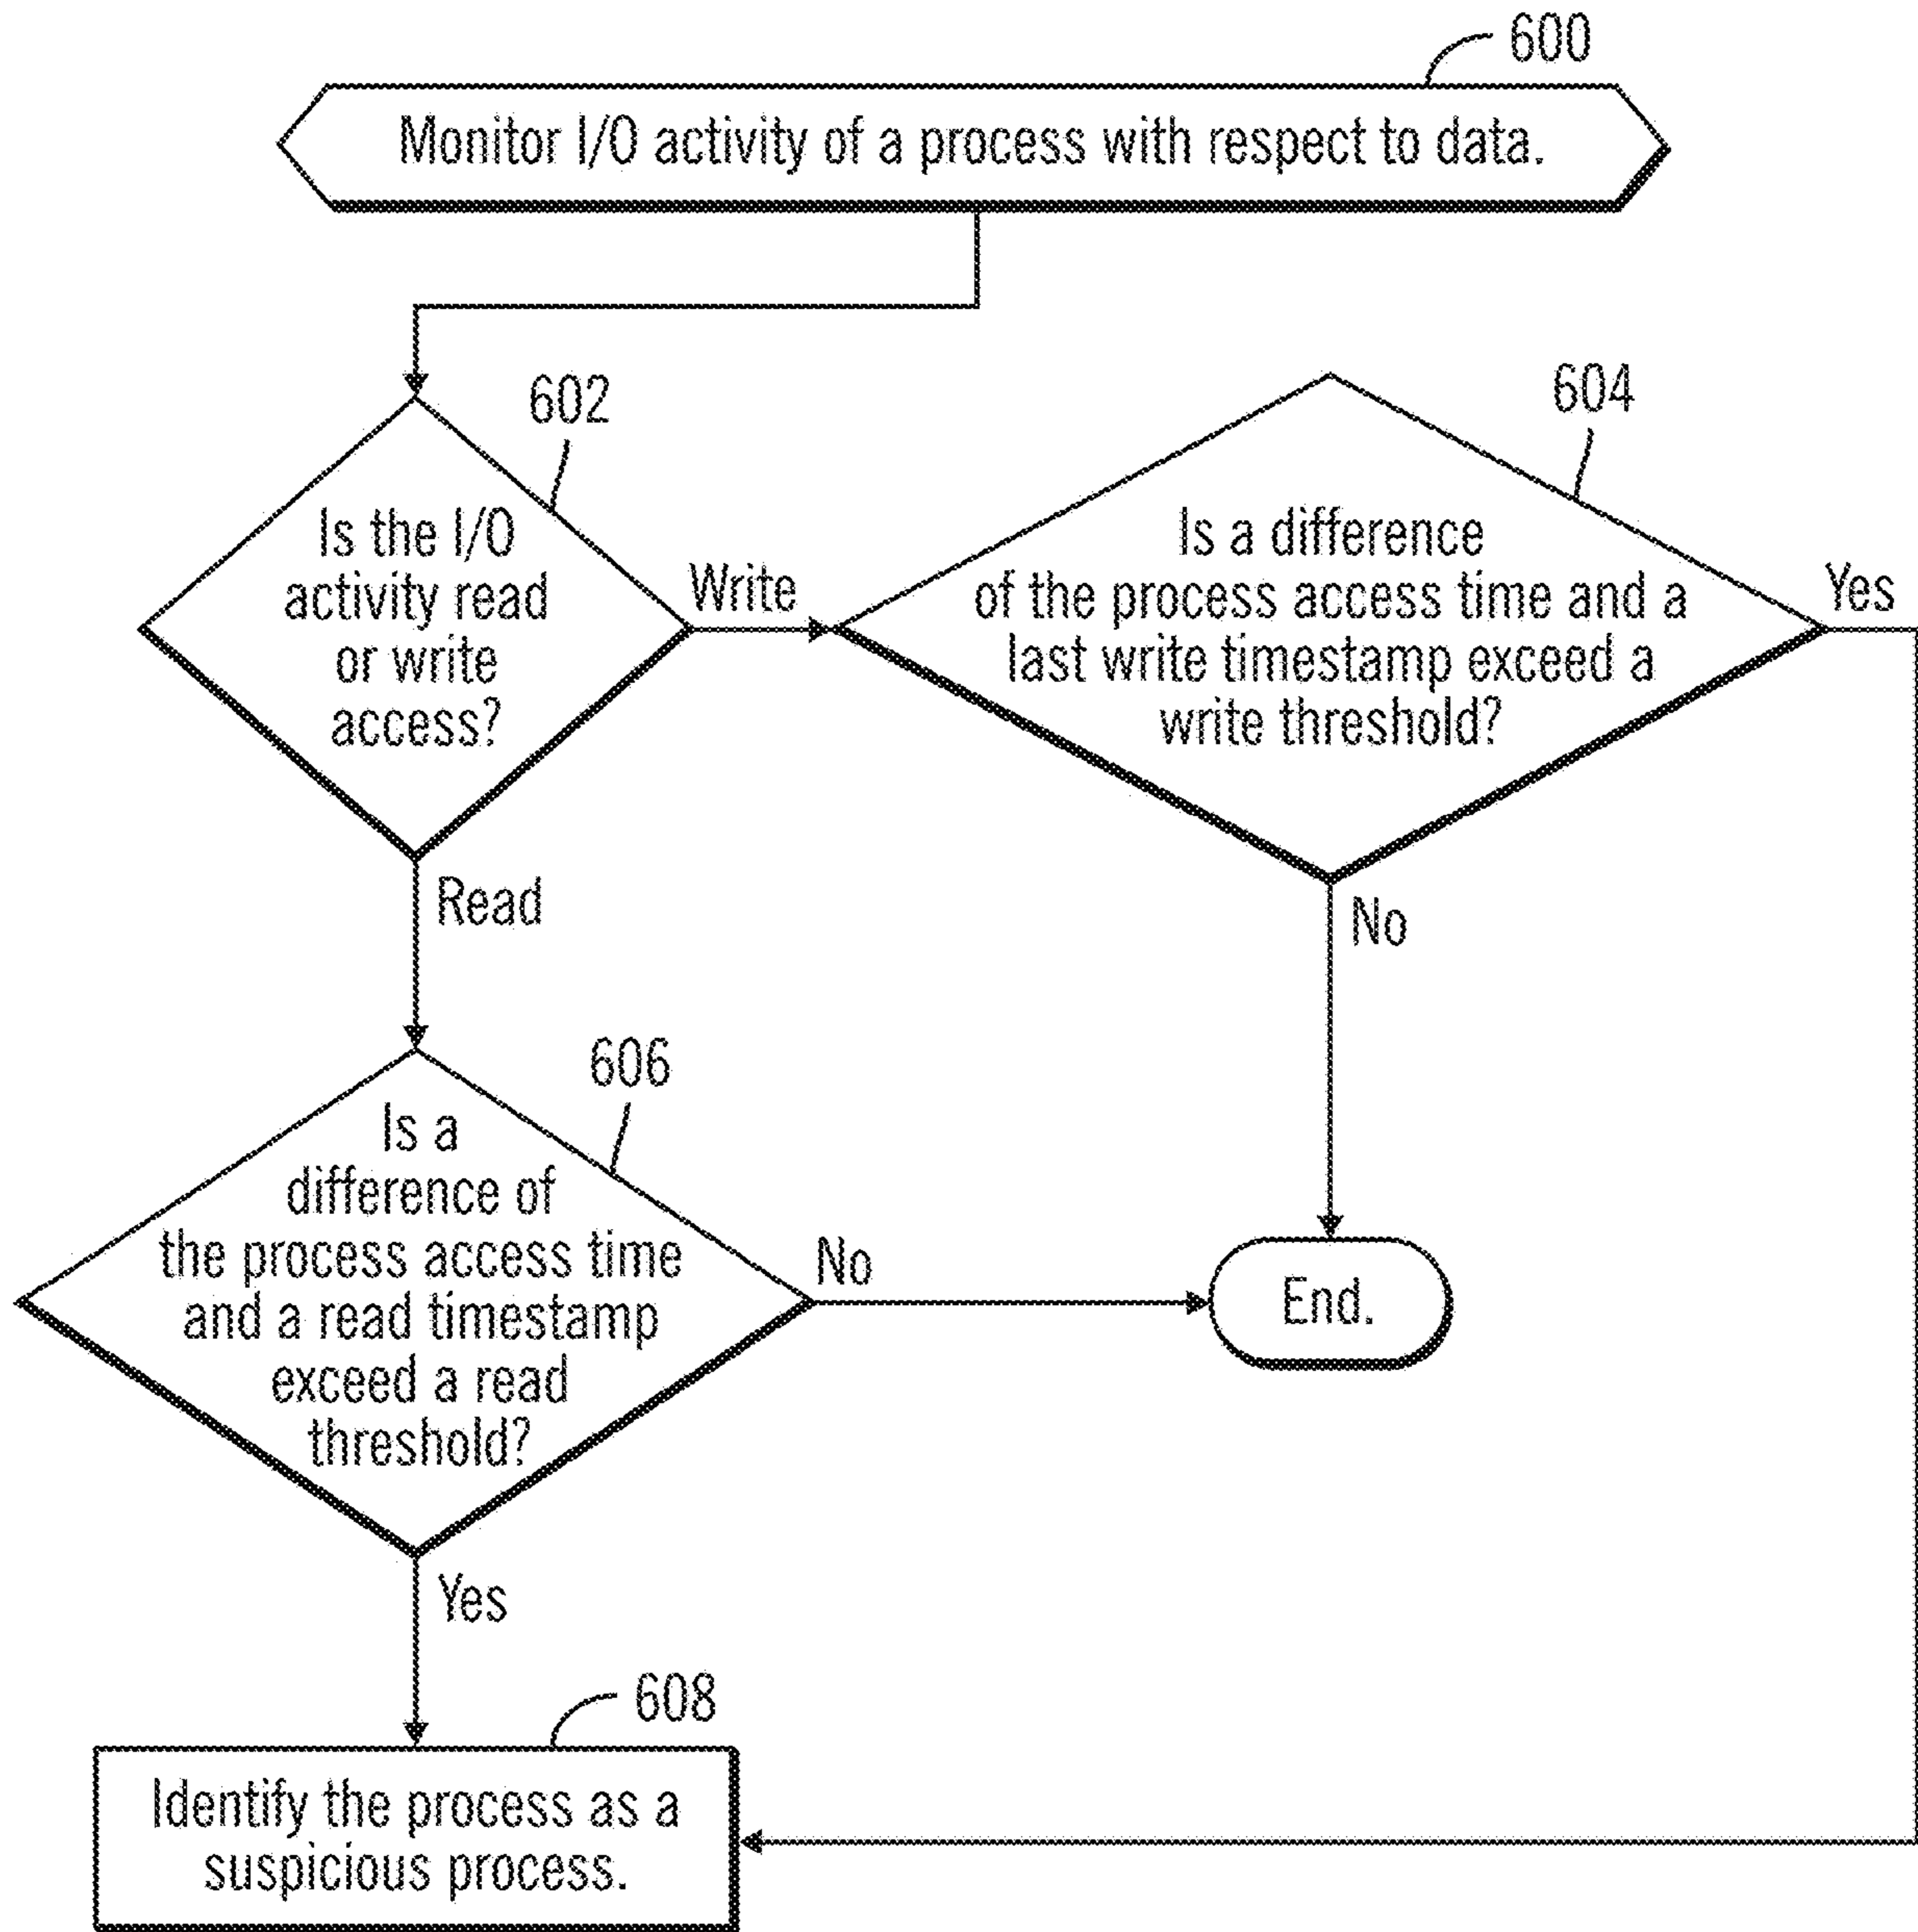 600
Monitor I/O activity of a process with respect to data.
602
Is the I/O
activity read
or write
access?
Write
604
Is a difference
of the process access time and a
last write timestamp exceed a
write threshold?
Yes
Read
No
606
Is a
difference of
the process access time
and a read timestamp
exceed a read
threshold?
No
End.
Yes
608
Identify the process as a
suspicious process.